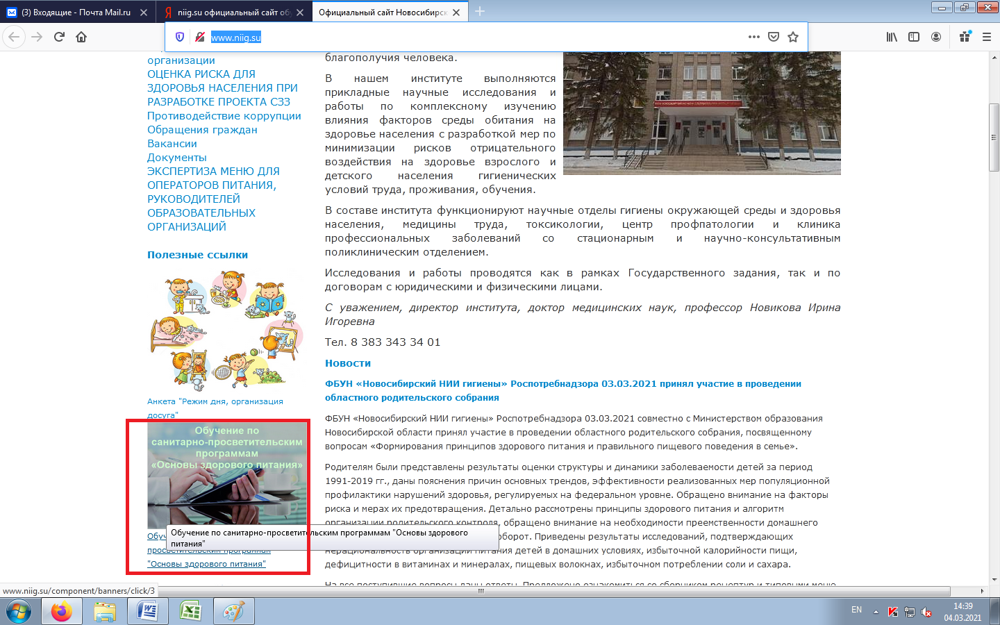 (3) Входящие - Почта Mail.ru
niig.su официальный сайт об
Официальный сайт Новосибирск
www.niig.su
организации
ОЦЕНКА РИСКА ДЛЯ
ЗДОРОВЬЯ НАСЕЛЕНИЯ ПРИ
РАЗРАБОТКЕ ПРОЕКТА СЗЗ
Противодействие коррупции
Обращения граждан
Вакансии
Документы
ЭКСПЕРТИЗА МЕНЮ ДЛЯ
ОПЕРАТОРОВ ПИТАНИЯ,
РУКОВОДИТЕЛЕЙ
ОБРАЗОВАТЕЛЬНЫХ
ОРГАНИЗАЦИЙ
Полезные ссылки
Анкета "Режим дня, организация
досуга"
Обучение по
санитарно-просветительским
программам
«Основы здорового питания»
Обуч
просветительским программам
"Основы здорового питания"
Обучение по санитарно-просветительским программам "Основы здорового
питания"
благополучия человека.
В нашем институте выполняются
прикладные научные исследования и
работы по комплексному изучению
влияния факторов среды обитания на
здоровье населения с разработкой мер по
минимизации рисков отрицательного
воздействия на здоровье взрослого и
детского населения гигиенических
условий труда, проживания, обучения.
В составе института функционируют научные отделы гигиены окружающей среды и здоровья
населения, медицины труда, токсикологии, центр профпатологии и клиника
профессиональных заболеваний со стационарным и научно-консультативным
поликлиническим отделением.
Исследования и работы проводятся как в рамках Государственного задания, так и по
договорам с юридическими и физическими лицами.
С уважением, директор института, доктор медицинских наук, профессор Новикова Ирина
Игоревна
Тел. 8 383 343 34 01
Новости
ФБУН «Новосибирский НИИ гигиены» Роспотребнадзора 03.03.2021 принял участие в проведении
областного родительского собрания
ФБУН «Новосибирский НИИ гигиены» Роспотребнадзора 03.03.2021 совместно с Министерством образования
Новосибирской области принял участие в проведении областного родительского собрания, посвященному
вопросам «Формирования принципов здорового питания и правильного пищевого поведения в семье».
Родителям были представлены результаты оценки структуры и динамики заболеваемости детей за период
1991-2019 гг., даны пояснения причин основных трендов, эффективности реализованных мер популяционной
профилактики нарушений здоровья, регулируемых на федеральном уровне. Обращено внимание на факторы
риска и мерах их предотвращения. Детально рассмотрены принципы здорового питания и алгоритм
организации родительского контроля, обращено внимание на необходимости преемственности домашнего
оборот. Приведены результаты исследований, подтверждающих
нерациональность организации питания детей в домашних условиях, избыточной калорийности пищи,
дефицитности в витаминах и минералах, пищевых волокнах, избыточном потреблении соли и сахара.
На все поступившие вопросы даны ответы. Предложено ознакомиться со сборником рецептур и типовыми меню
www.niig.su/component/banners/click/3
EN
14:39
04.03.2021